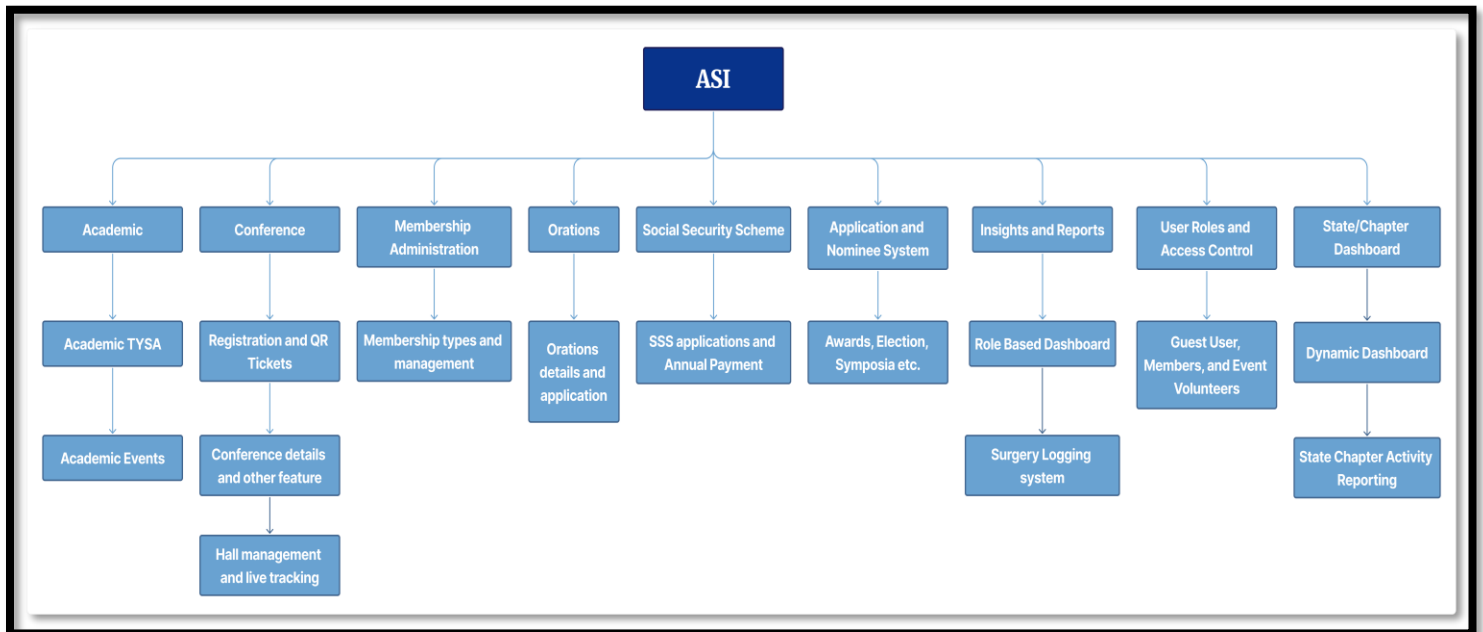 ASI
Academic
Conference
Membership
Administration
Orations
Social Security Scheme
Application and
Nominee System
Insights and Reports
User Roles and
Access Control
State/Chapter
Dashboard
Academic TYSA
Registration and QR
Tickets
Membership types and
management
Orations
details and
application
SSS applications and
Annual Payment
Awards, Election,
Symposia etc.
Role Based Dashboard
Guest User,
Members, and Event
Volunteers
Dynamic Dashboard
Academic Events
Conference details
and other feature
Surgery Logging
system
State Chapter Activity
Reporting
Hall management
and live tracking